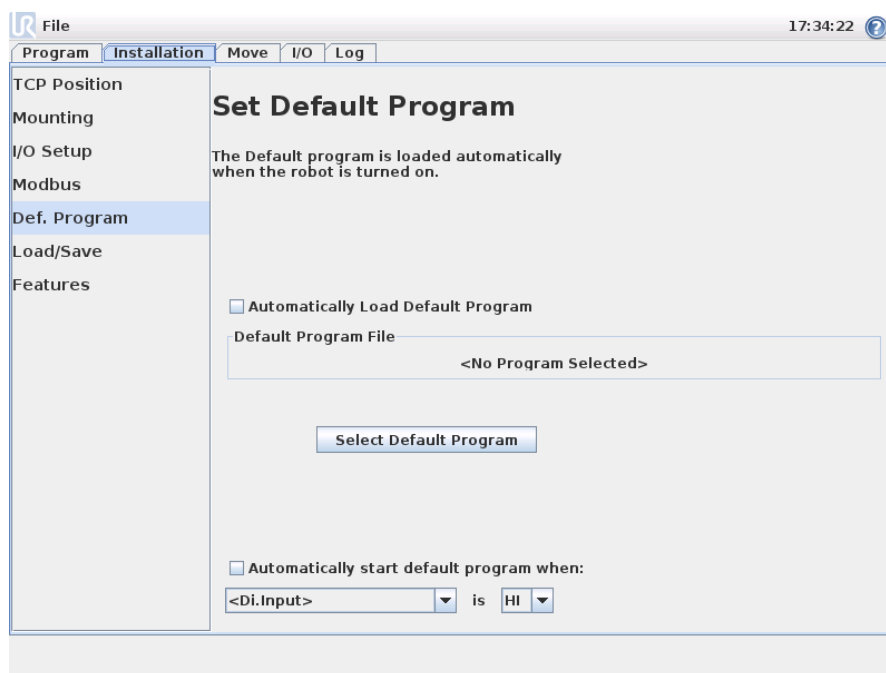 UR File 17:34:22 ?
Program Installation Move I/O Log
TCP Position
Mounting
I/O Setup
Modbus
Def. Program
Load/Save
Features
Set Default Program
The Default program is loaded automatically
when the robot is turned on.
Automatically Load Default Program
Default Program File
<No Program Selected>
Select Default Program
Automatically start default program when:
<Di.Input> is HI